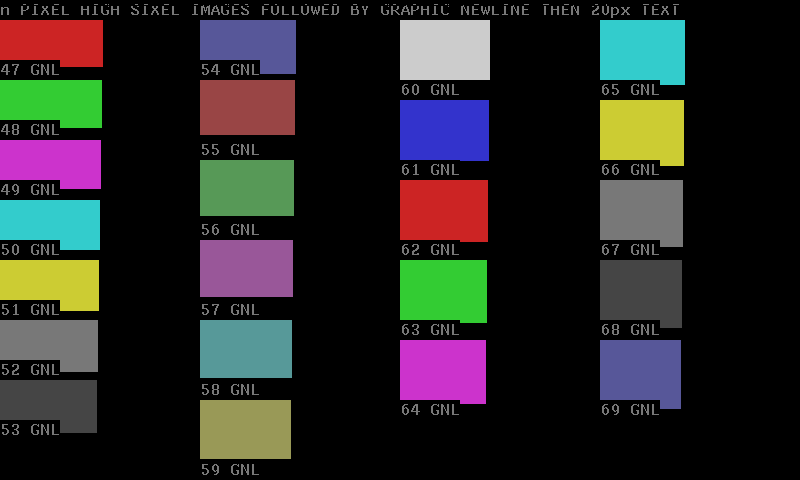 n PIXEL HIGH SIXEL IMAGES FOLLOWED BY GRAPHIC NEWLINE THEN 20px TEXT
47 GNL
48 GNL
49 GNL
50 GNL
51 GNL
52 GNL
53 GNL
54 GNL
55 GNL
56 GNL
57 GNL
58 GNL
59 GNL
60 GNL
61 GNL
62 GNL
63 GNL
64 GNL
65 GNL
66 GNL
67 GNL
68 GNL
69 GNL